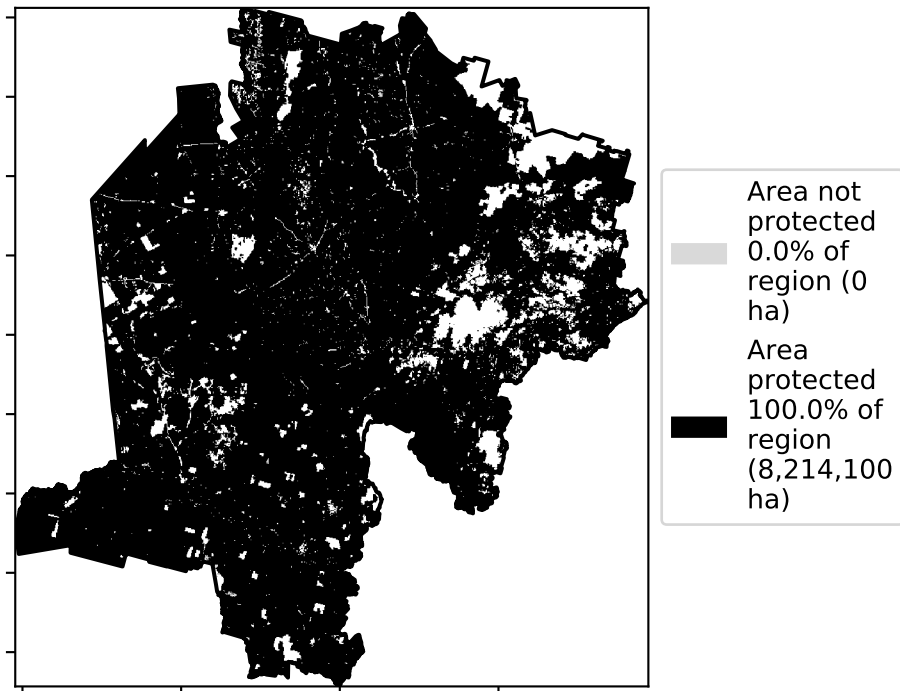 Area not
protected
0.0% of
region (0
ha)
Area
protected
100.0% of
region
(8,214,100
ha)